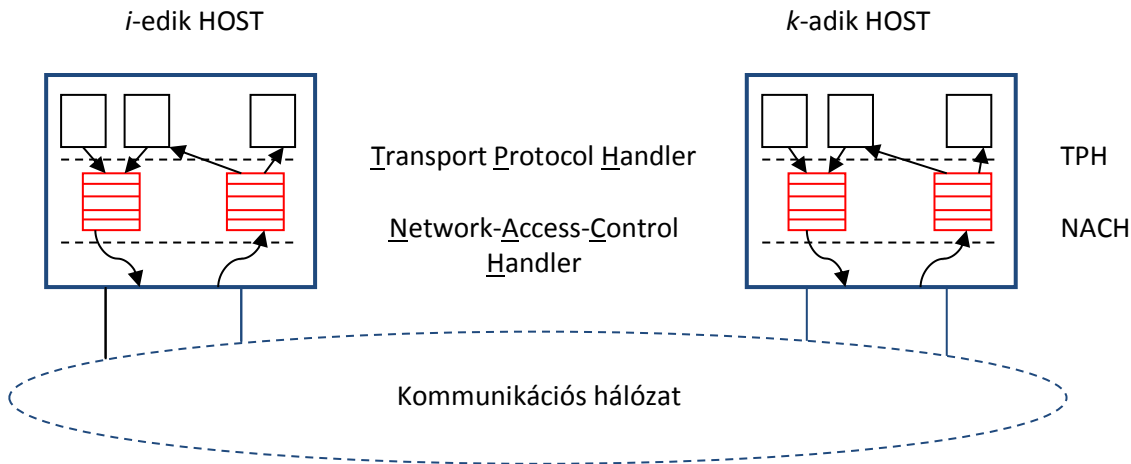 i-edik HOST
k-adik HOST
Transport Protocol Handler
TPH
Network-Access-Control
Handler
NACH
Kommunikációs hálózat